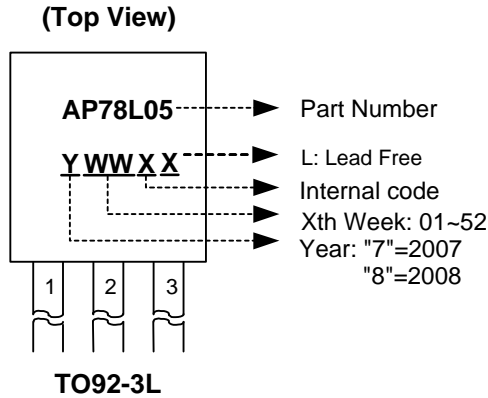 (Top View)
AP78L05
Part Number
Y WW X X
L: Lead Free
Internal code
Xth Week: 01~52
Year: "7"=2007
"8"=2008
1 2 3
TO92-3L